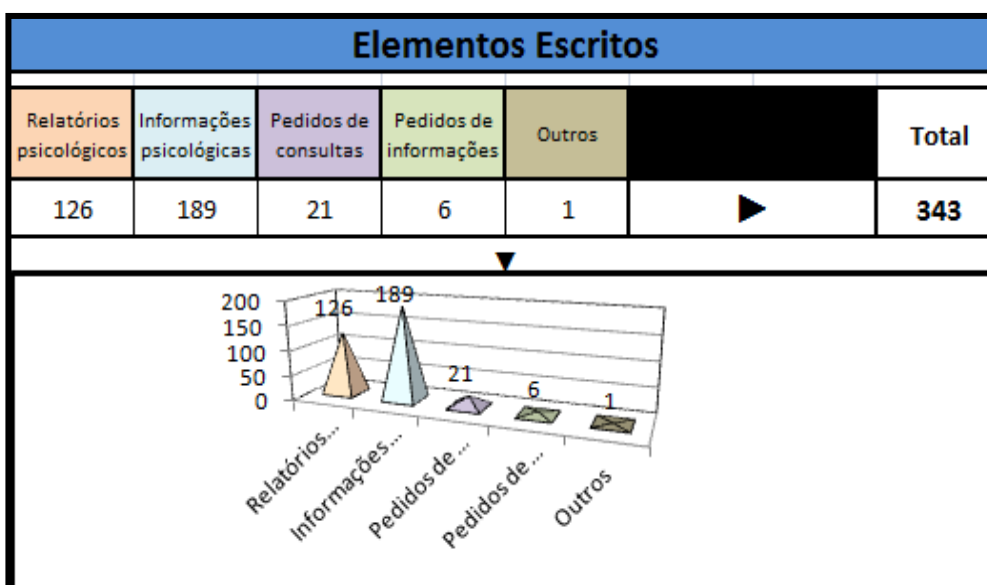 Elementos Escritos
Relatórios psicológicos
Informações psicológicas
Pedidos de consultas
Pedidos de informações
Outros
Total
126 189 21 6 1 ▶ 343
▼
200
150
100
50
0
126
189
21
6
1
Relatórios...
Informações...
Pedidos de...
Pedidos de...
Outros